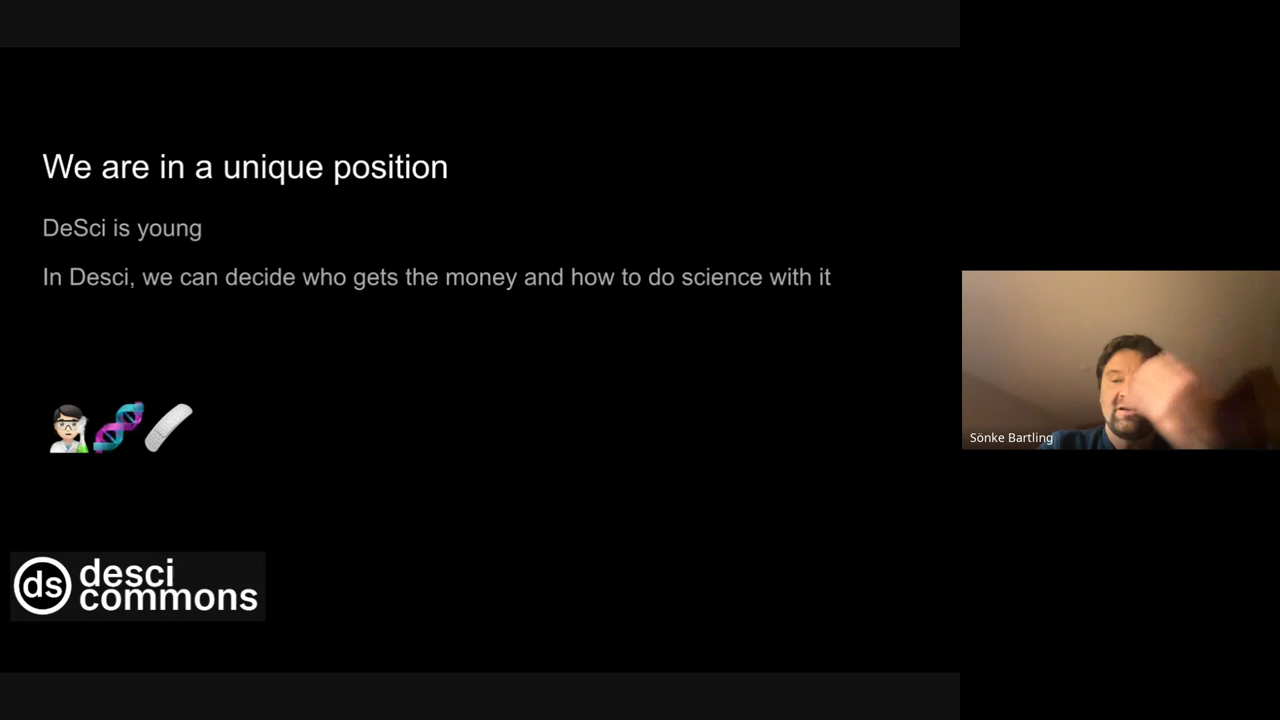 We are in a unique position
DeSci is young
In Desci, we can decide who gets the money and how to do science with it
Sönke Bartling
ds desci
commons